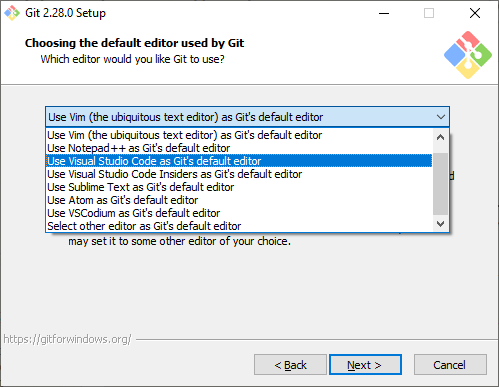 Git 2.28.0 Setup
Choosing the default editor used by Git
Which editor would you like Git to use?
Use Vim (the ubiquitous text editor) as Git's default editor
Use Vim (the ubiquitous text editor) as Git's default editor
Use Notepad++ as Git's default editor
Use Visual Studio Code as Git's default editor
Use Visual Studio Code Insiders as Git's default editor
Use Sublime Text as Git's default editor
Use Atom as Git's default editor
Use VSCodium as Git's default editor
Select other editor as Git's default editor
may set it to some other editor of your choice.
https://gitforwindows.org/
< Back
Next >
Cancel